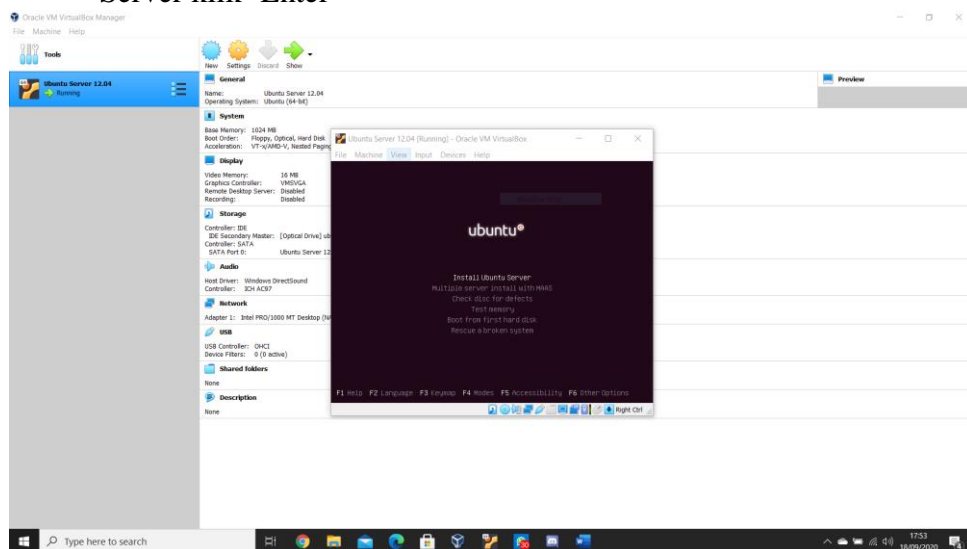 Server klik "Enter"
Oracle VM VirtualBox Manager
File Machine Help
Tools
New Settings Discard Show
Ubuntu Server 12.04
Running
General
Name: Ubuntu Server 12.04
Operating System: Ubuntu (64-bit)
System
Base Memory: 1024 MB
Boot Order: Floppy, Optical, Hard Disk
Acceleration: VT-x/AMD-V, Nested Paging
Display
Video Memory: 16 MB
Graphics Controller: VMSVGA
Remote Desktop Server: Disabled
Recording: Disabled
Storage
Controller: IDE
IDE Secondary Master: [Optical Drive] ub
Controller: SATA
SATA Port 0: Ubuntu Server 12
Audio
Host Driver: Windows DirectSound
Controller: ICH AC97
Network
Adapter 1: Intel PRO/1000 MT Desktop (NA
USB
USB Controller: OHCI
Device Filters: 0 (0 active)
Shared folders
None
Description
None
Preview
Ubuntu Server 12.04 [Running] - Oracle VM VirtualBox
File Machine View Input Devices Help
ubuntu
Install Ubuntu Server
Multiple server install with MAAS
Check disc for defects
Test memory
Boot from first hard disk
Rescue a broken system
F1 Help F2 Language F3 Keymap F4 Modes F5 Accessibility F6 Other Options
Right Ctrl
Type here to search
17:53
18/09/2020